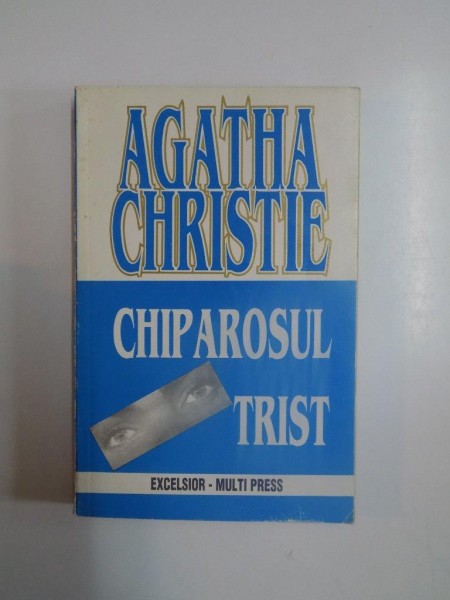 AGATHA
CHRISTIE
CHIPAROSUL
TRIST
EXCELSIOR - MULTI PRESS